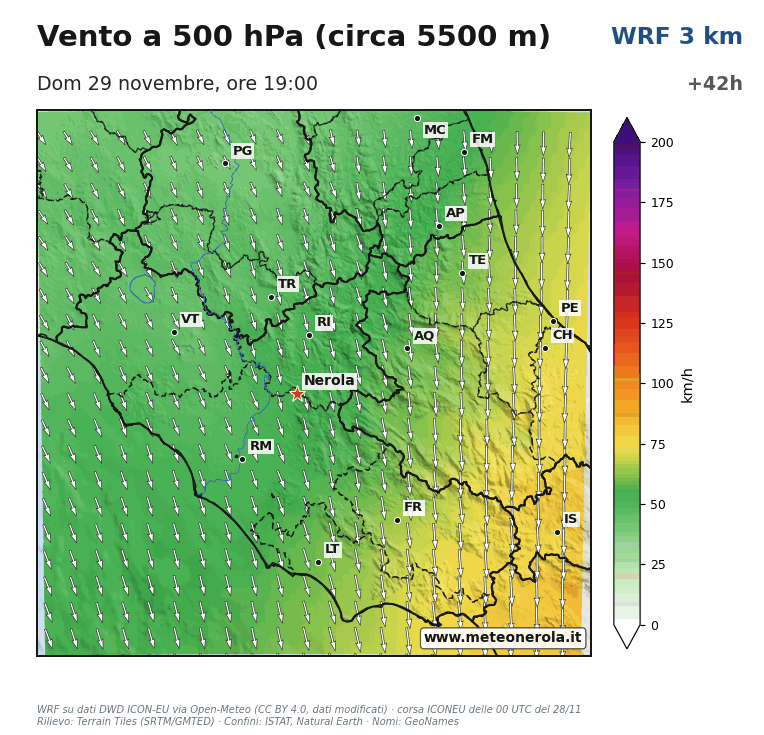 Vento a 500 hPa (circa 5500 m)
WRF 3 km
Dom 29 novembre, ore 19:00
+42h
MC
FM
PG
AP
TE
TR
PE
VT
RI
AQ
CH
Nerola
RM
FR
IS
LT
www.meteonerola.it
200
175
150
125
100
75
50
25
0
km/h
WRF su dati DWD ICON-EU via Open-Meteo (CC BY 4.0, dati modificati) · corsa ICONEU delle 00 UTC del 28/11
Rilievo: Terrain Tiles (SRTM/GMTED) · Confini: ISTAT, Natural Earth · Nomi: GeoNames